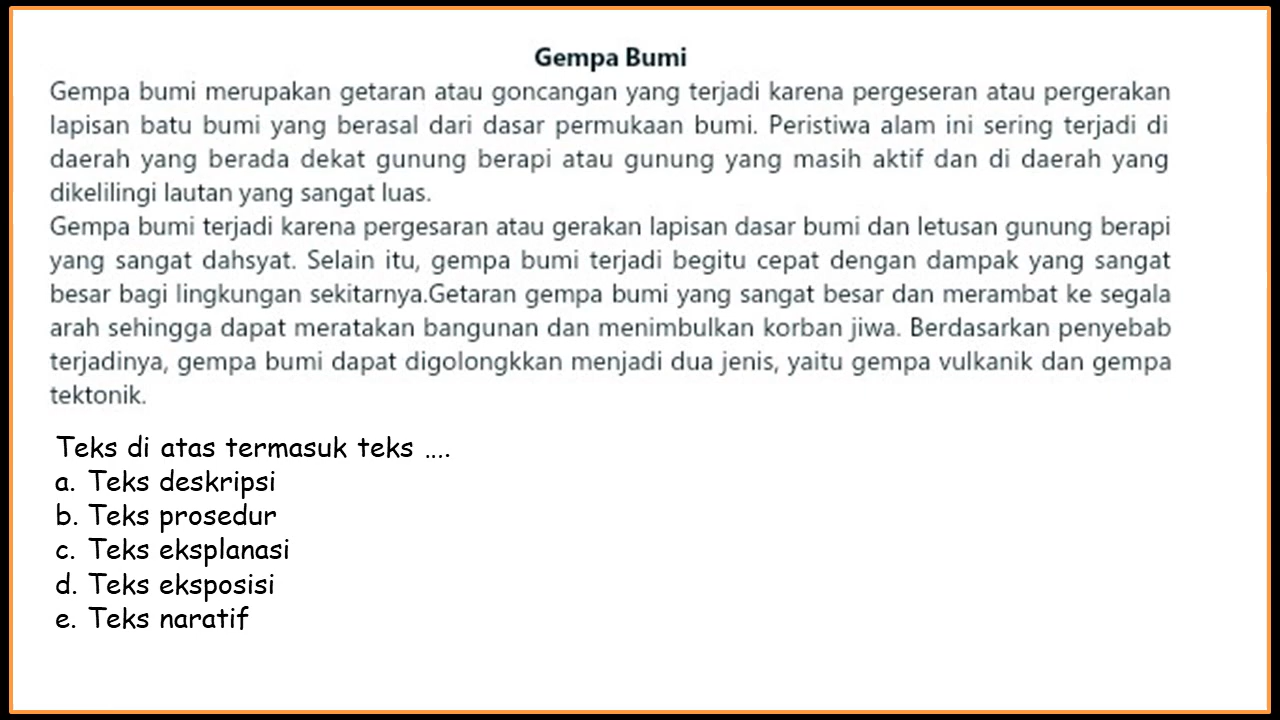 Gempa Bumi
Gempa bumi merupakan getaran atau goncangan yang terjadi karena pergeseran atau pergerakan
lapisan batu bumi yang berasal dari dasar permukaan bumi. Peristiwa alam ini sering terjadi di
daerah yang berada dekat gunung berapi atau gunung yang masih aktif dan di daerah yang
dikelilingi lautan yang sangat luas.
Gempa bumi terjadi karena pergesaran atau gerakan lapisan dasar bumi dan letusan gunung berapi
yang sangat dahsyat. Selain itu, gempa bumi terjadi begitu cepat dengan dampak yang sangat
besar bagi lingkungan sekitarnya.Getaran gempa bumi yang sangat besar dan merambat ke segala
arah sehingga dapat meratakan bangunan dan menimbulkan korban jiwa. Berdasarkan penyebab
terjadinya, gempa bumi dapat digolongkkan menjadi dua jenis, yaitu gempa vulkanik dan gempa
tektonik.
Teks di atas termasuk teks ....
a. Teks deskripsi
b. Teks prosedur
c. Teks eksplanasi
d. Teks eksposisi
e. Teks naratif